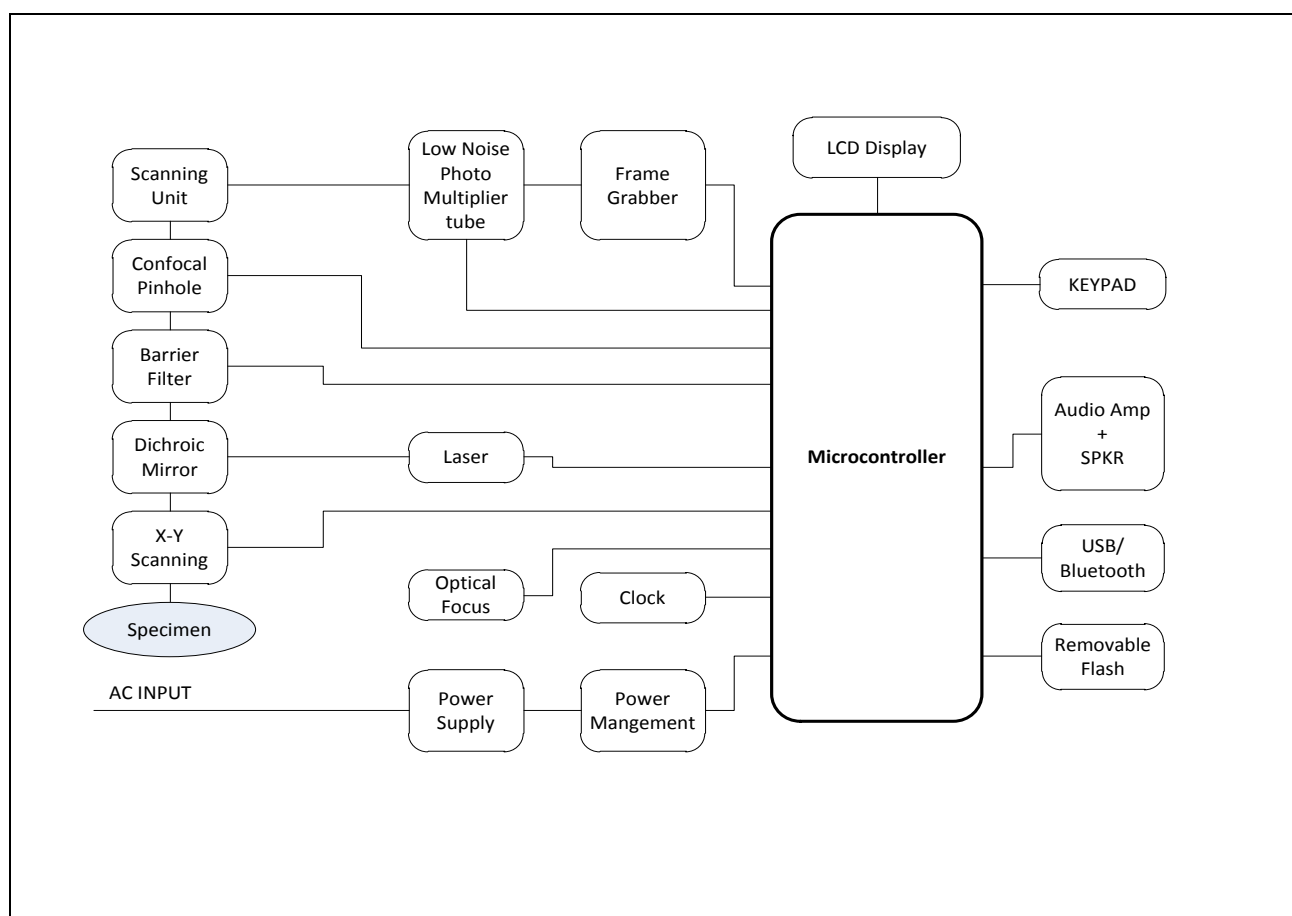 LCD Display
Low Noise
Photo
Multiplier
tube
Frame
Grabber
Scanning
Unit
Confocal
Pinhole
KEYPAD
Barrier
Filter
Audio Amp
+
SPKR
Dichroic
Mirror
Laser
Microcontroller
X-Y
Scanning
USB/
Bluetooth
Optical
Focus
Clock
Specimen
Removable
Flash
AC INPUT
Power
Supply
Power
Mangement